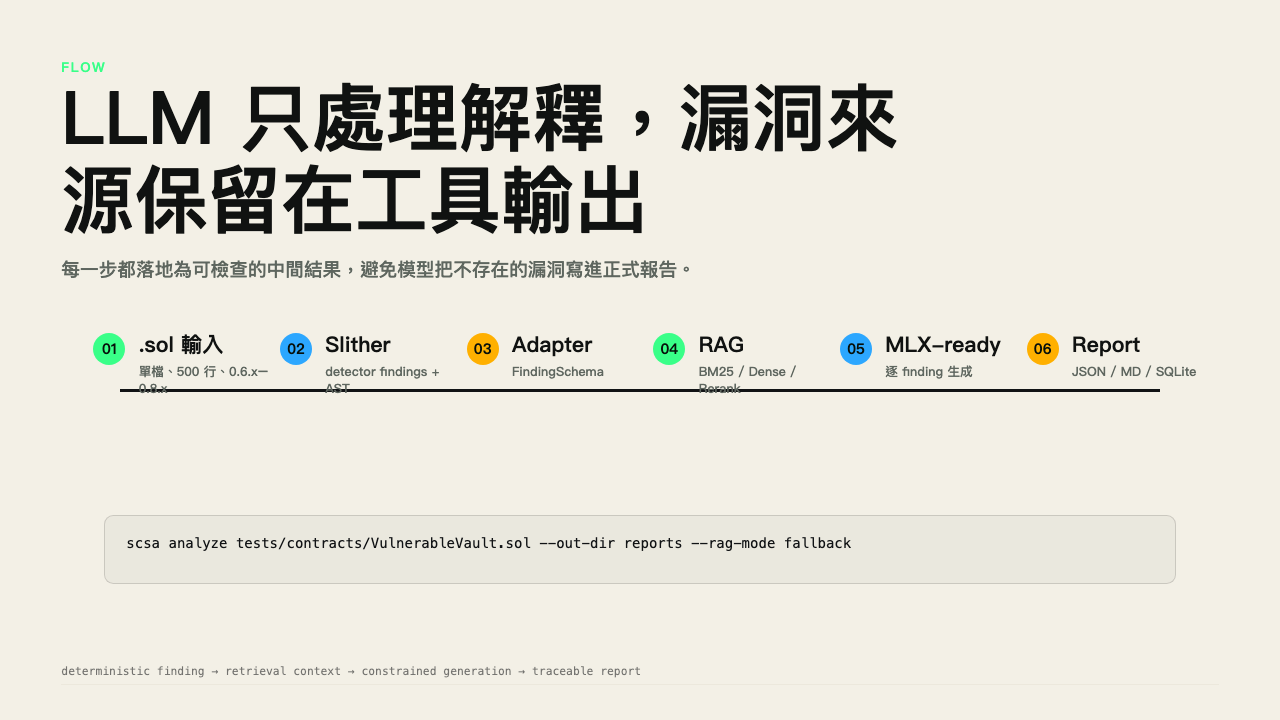 FLOW
LLM 只處理解釋，漏洞來
源保留在工具輸出
每一步都落地為可檢查的中間結果，避免模型把不存在的漏洞寫進正式報告。
01 .sol 輸入
單檔、500 行、0.6.x–
0.8.x
02 Slither
detector findings +
AST
03 Adapter
FindingSchema
04 RAG
BM25 / Dense /
Rerank
05 MLX-ready
逐 finding 生成
06 Report
JSON / MD / SQLite
scsa analyze tests/contracts/VulnerableVault.sol --out-dir reports --rag-mode fallback
deterministic finding → retrieval context → constrained generation → traceable report